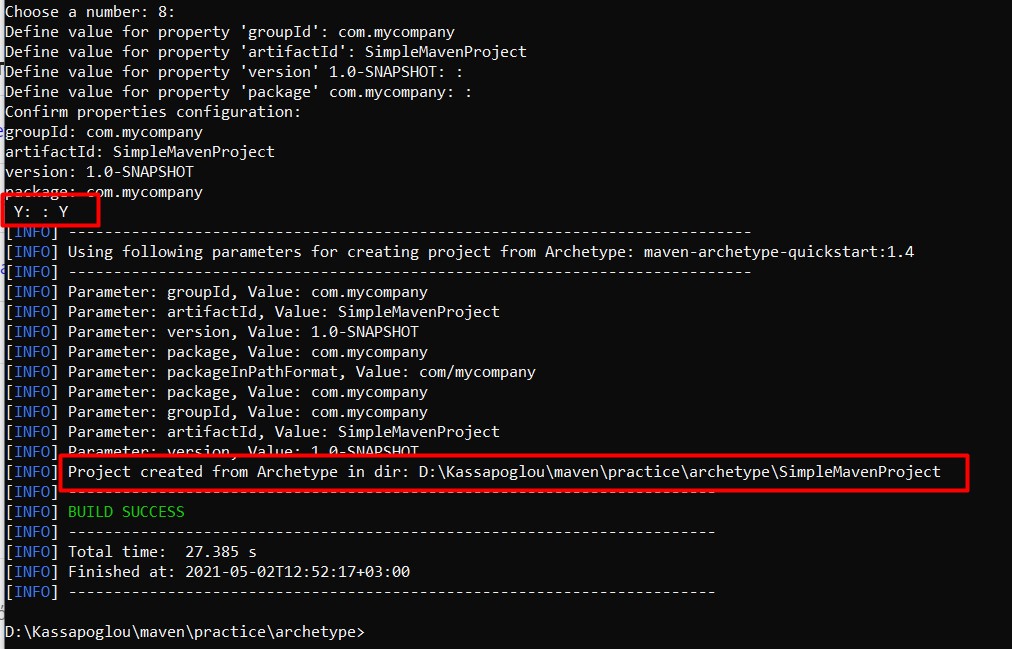 Choose a number: 8:
Define value for property 'groupId': com.mycompany
Define value for property 'artifactId': SimpleMavenProject
Define value for property 'version' 1.0-SNAPSHOT: :
Define value for property 'package' com.mycompany: :
Confirm properties configuration:
groupId: com.mycompany
artifactId: SimpleMavenProject
version: 1.0-SNAPSHOT
package: com.mycompany
Y: : Y
[INFO] ----------------------------------------------------------------------------
[INFO] Using following parameters for creating project from Archetype: maven-archetype-quickstart:1.4
[INFO] ----------------------------------------------------------------------------
[INFO] Parameter: groupId, Value: com.mycompany
[INFO] Parameter: artifactId, Value: SimpleMavenProject
[INFO] Parameter: version, Value: 1.0-SNAPSHOT
[INFO] Parameter: package, Value: com.mycompany
[INFO] Parameter: packageInPathFormat, Value: com/mycompany
[INFO] Parameter: package, Value: com.mycompany
[INFO] Parameter: groupId, Value: com.mycompany
[INFO] Parameter: artifactId, Value: SimpleMavenProject
[INFO] Parameter: version, Value: 1.0-SNAPSHOT
[INFO] Project created from Archetype in dir: D:\Kassapoglou\maven\practice\archetype\SimpleMavenProject
[INFO] ------------------------------------------------------------------------
[INFO] BUILD SUCCESS
[INFO] ------------------------------------------------------------------------
[INFO] Total time:  27.385 s
[INFO] Finished at: 2021-05-02T12:52:17+03:00
[INFO] ------------------------------------------------------------------------
D:\Kassapoglou\maven\practice\archetype>